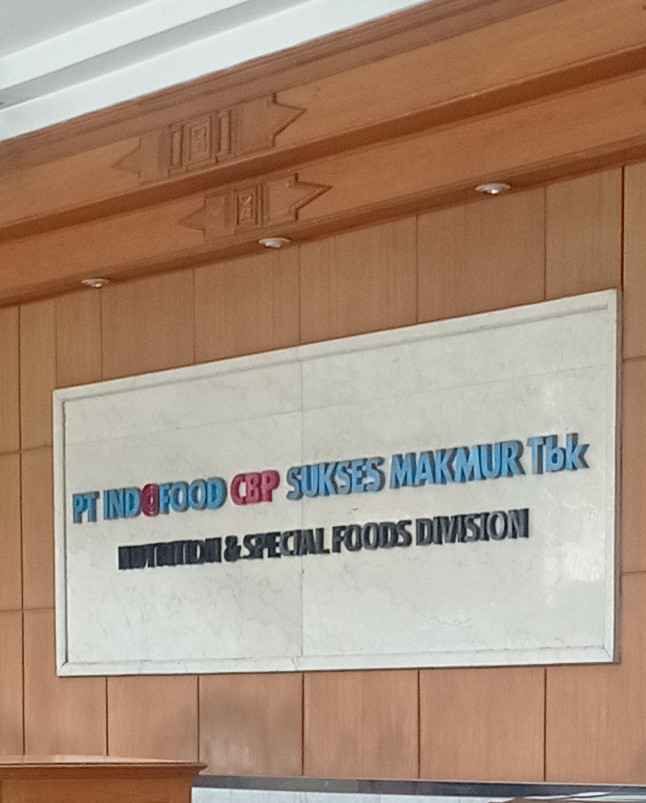 PT INDOFOOD CBP SUKSES MAKMUR Tbk
NUTRITION & SPECIAL FOODS DIVISION